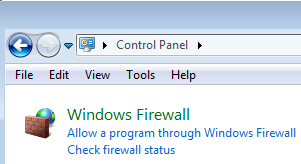 Control Panel
File Edit View Tools Help
Windows Firewall
Allow a program through Windows Firewall
Check firewall status